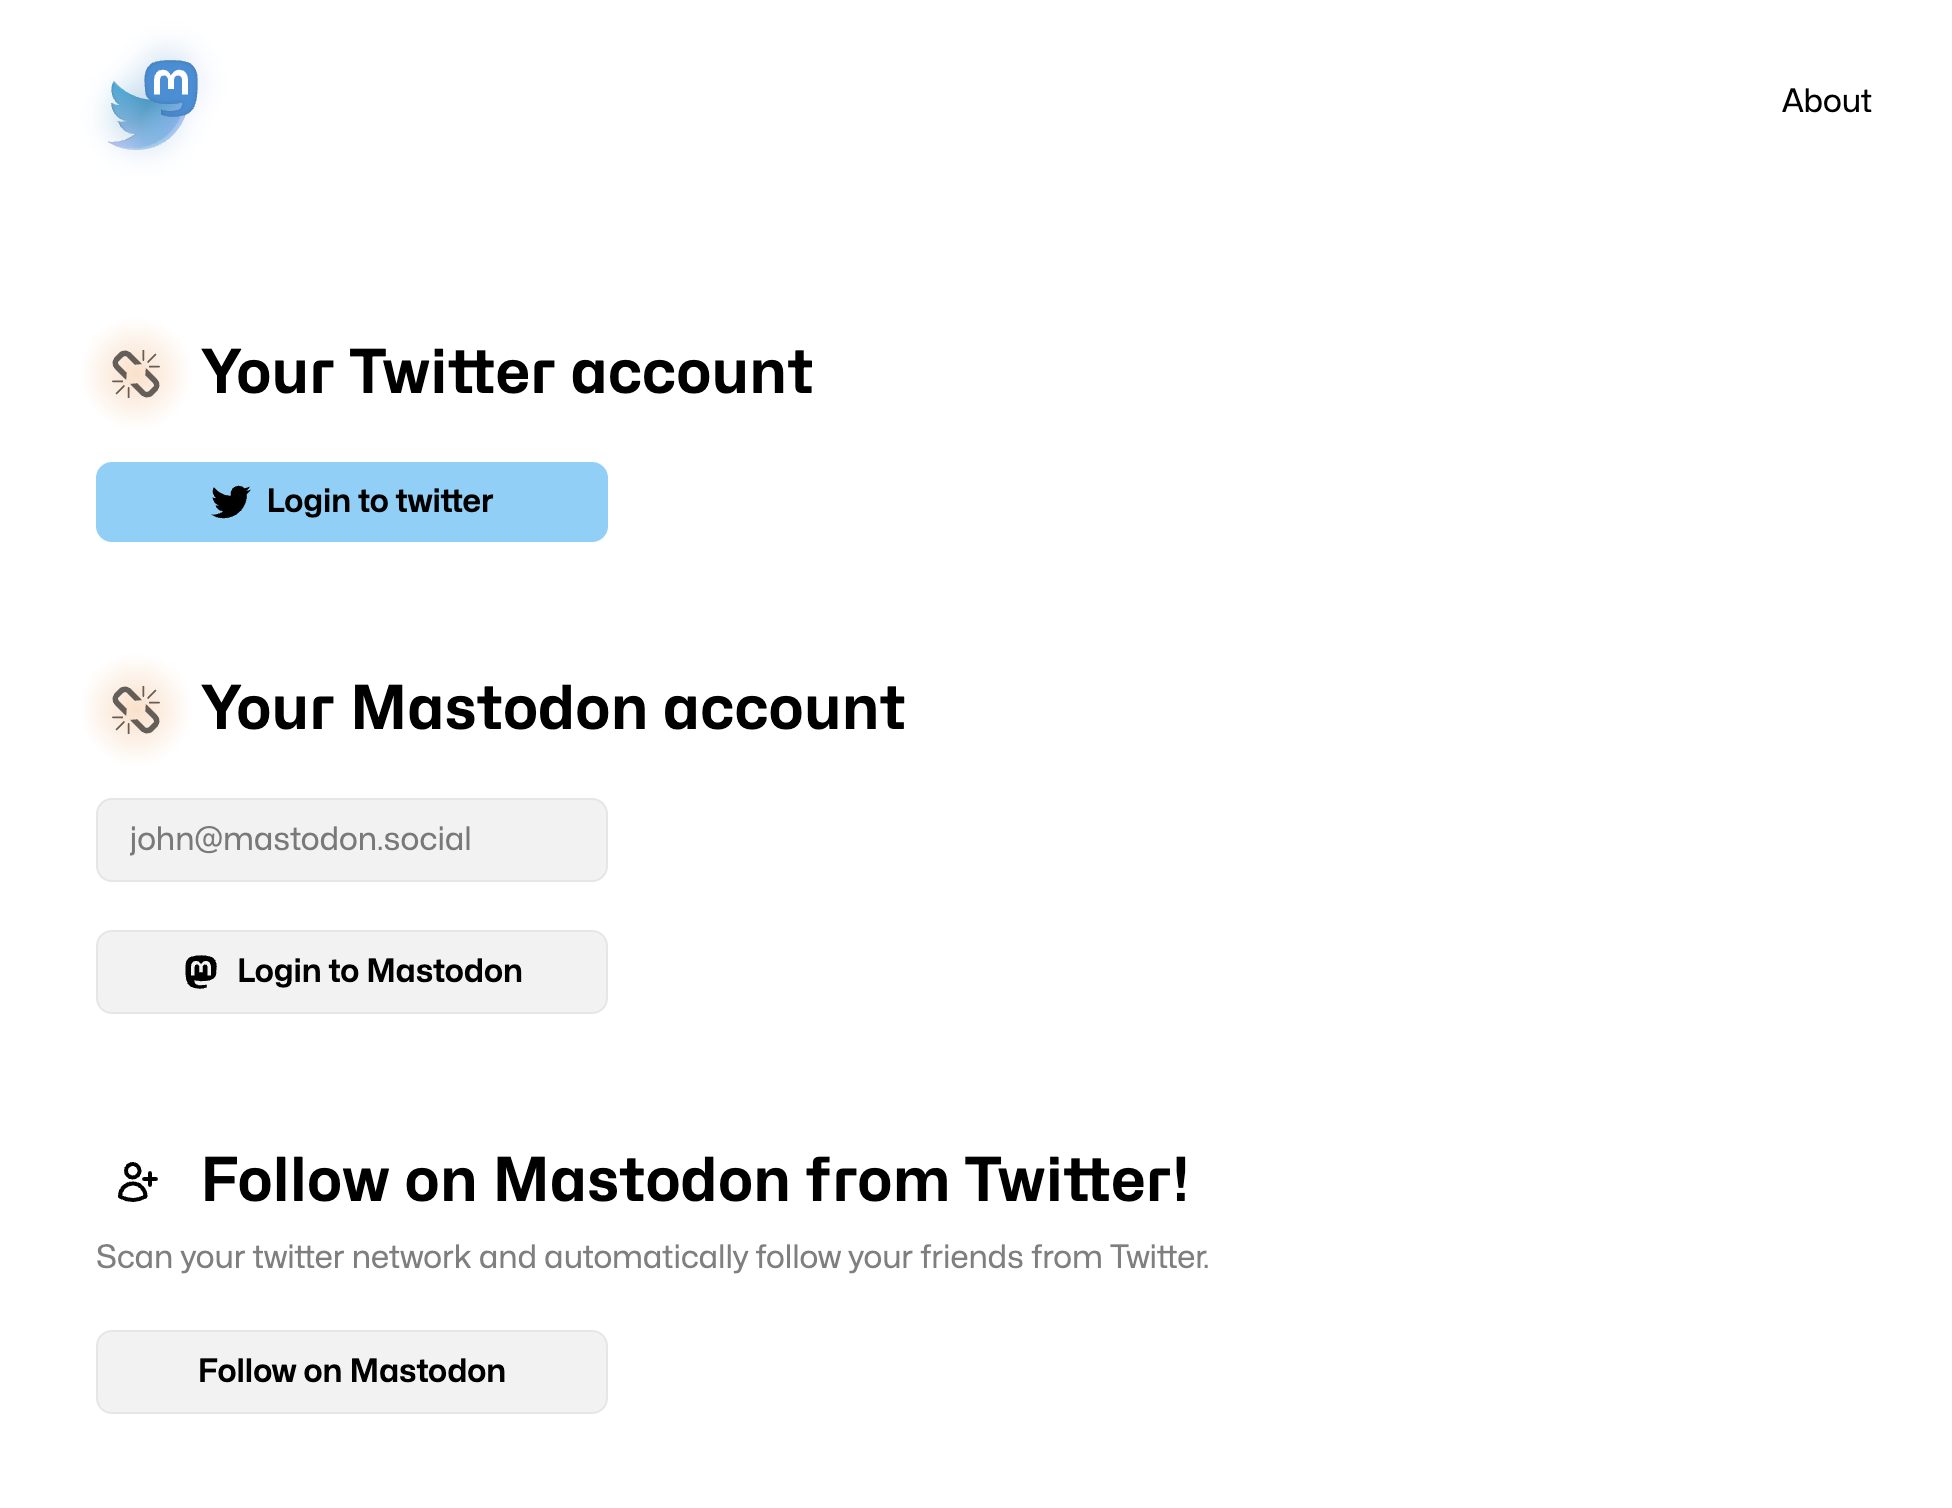 m
About
Your Twitter account
Login to twitter
Your Mastodon account
john@mastodon.social
Login to Mastodon
Follow on Mastodon from Twitter!
Scan your twitter network and automatically follow your friends from Twitter.
Follow on Mastodon